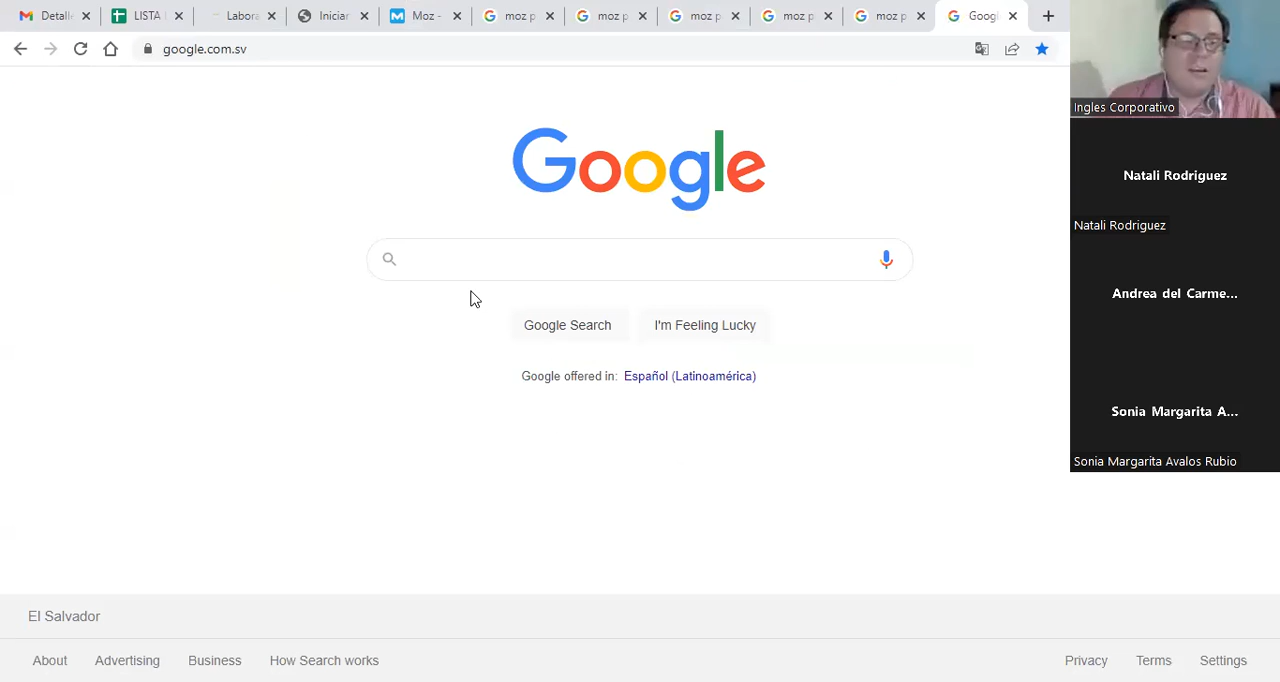 Detalle
LISTA
Labora
Iniciar
Moz -
moz p
moz p
moz p
moz p
moz p
Googl
google.com.sv
Ingles Corporativo
Google
Natali Rodriguez
Natali Rodriguez
Andrea del Carme...
Google Search
I'm Feeling Lucky
Google offered in: Español (Latinoamérica)
Sonia Margarita A...
Sonia Margarita Avalos Rubio
El Salvador
About
Advertising
Business
How Search works
Privacy
Terms
Settings